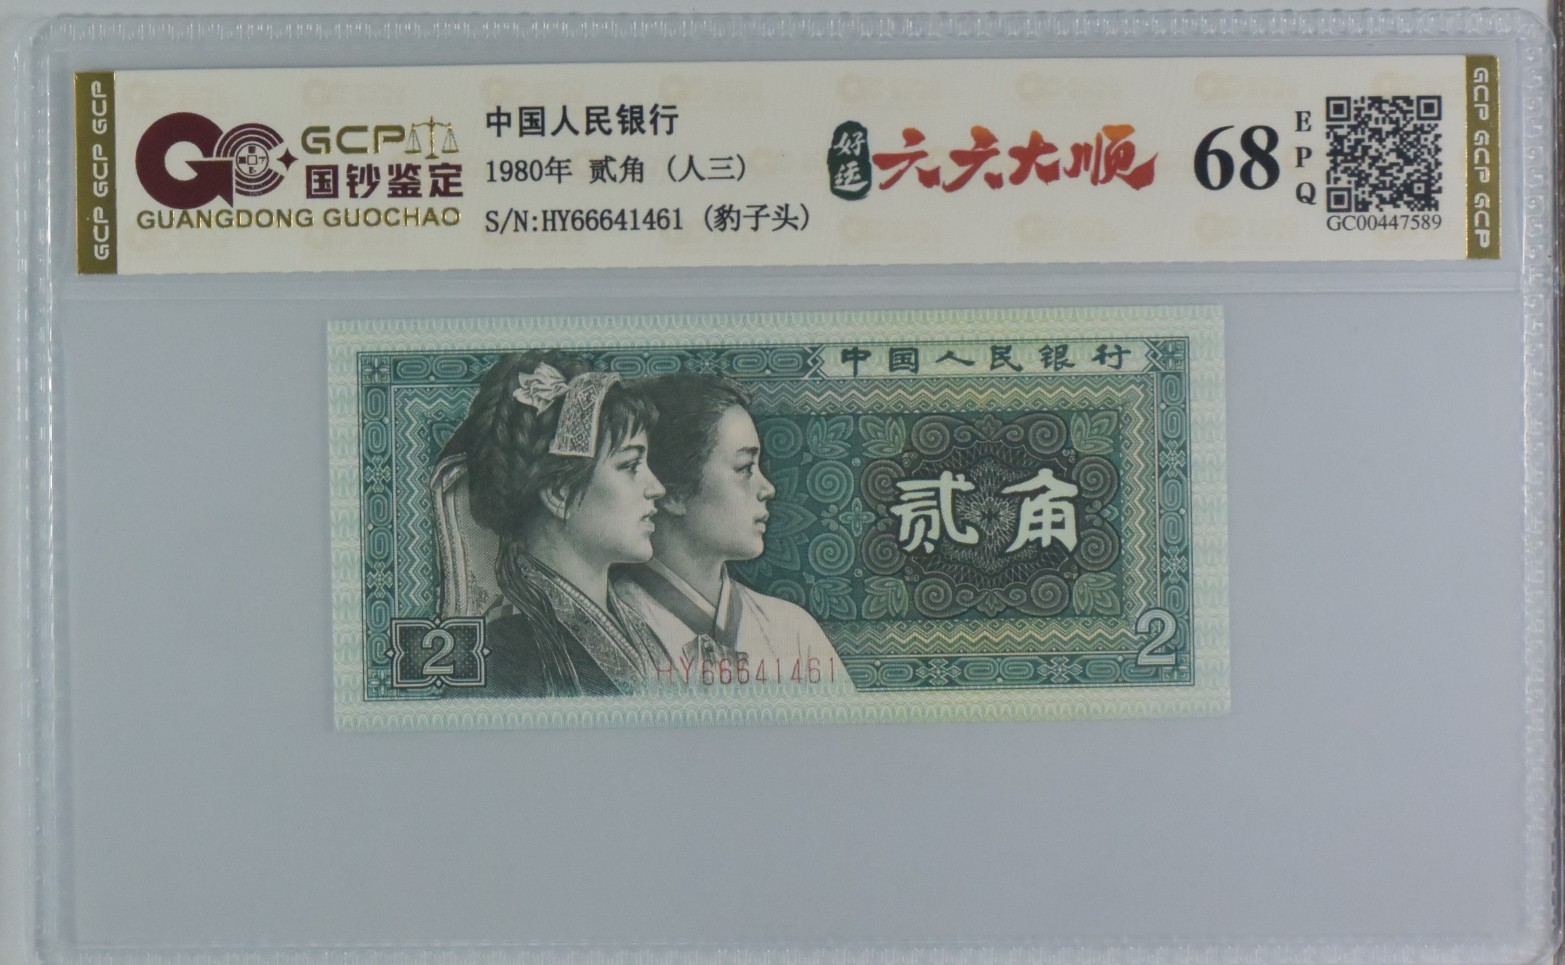 GCP GCP GCP
GCP
国钞鉴定
GUANGDONG GUOCHAO
中国人民银行
1980年 贰角 (人三)
S/N:HY66641461 (豹子头)
好运
六六大顺
68
EPQ
GC00447589
GCP GCP GCP
中国人民银行
贰角
2
2
HY66641461